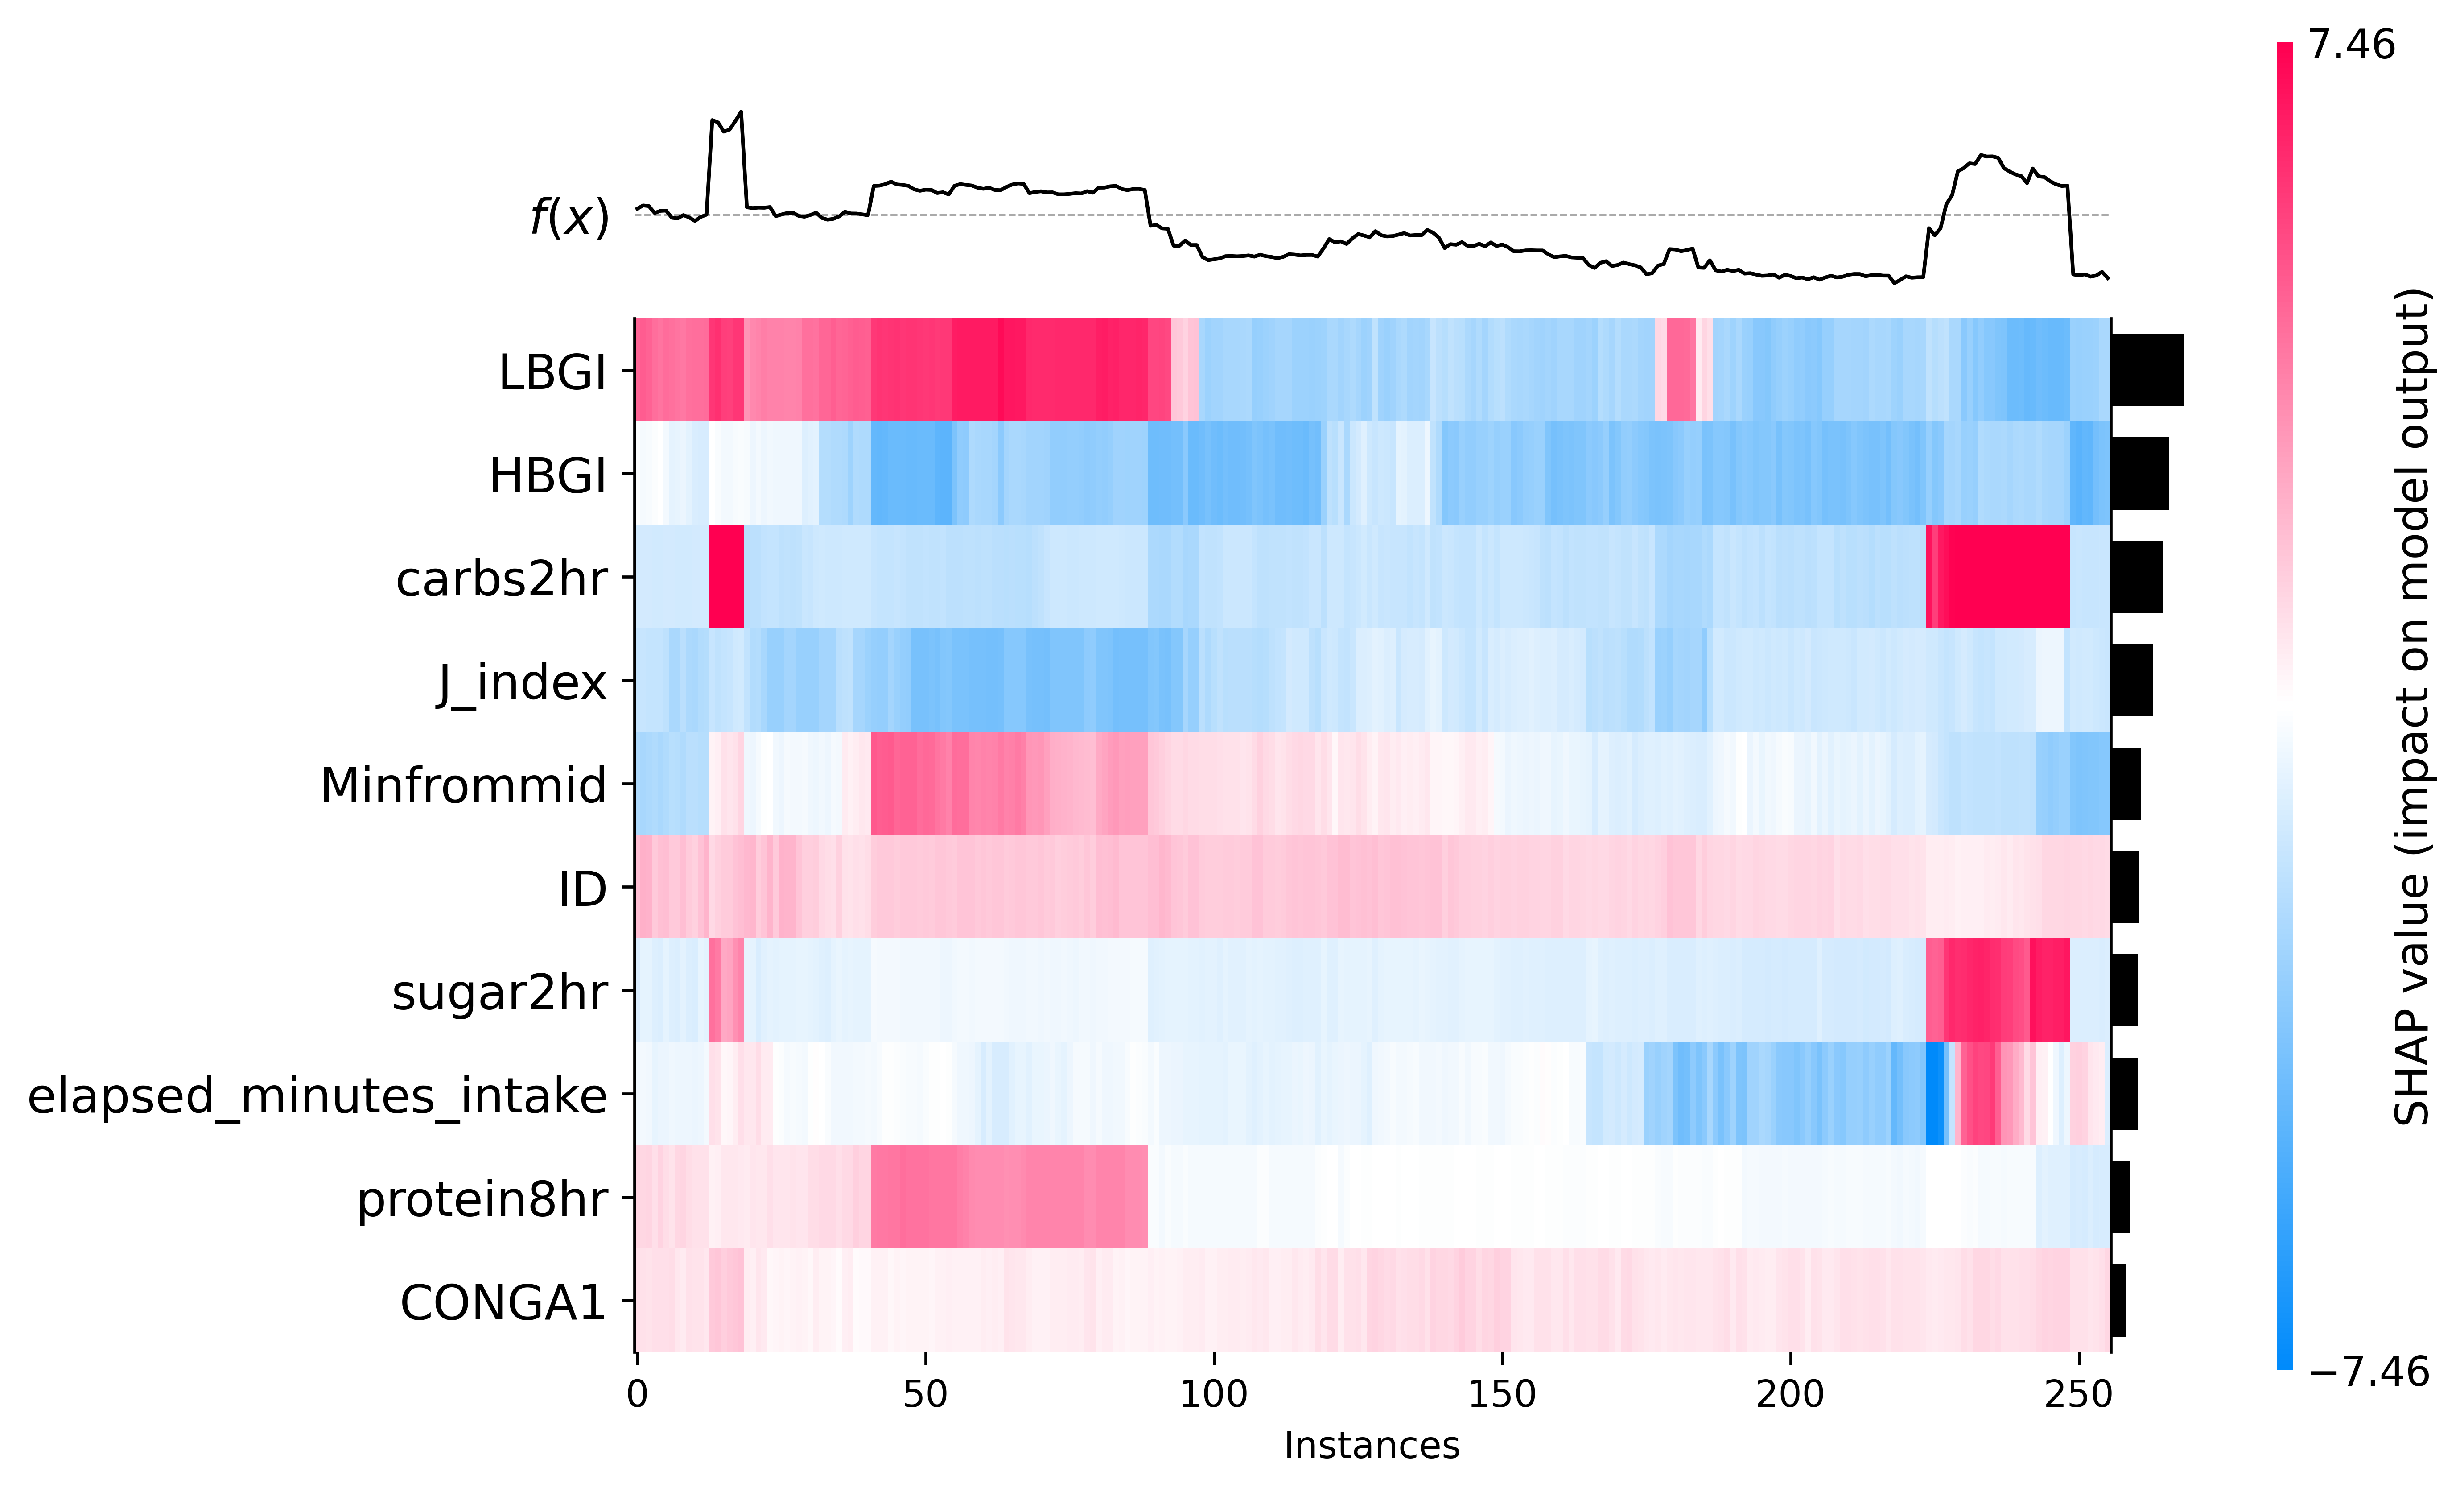 7.46
f(x)
LBGI
HBGI
carbs2hr
J_index
Minfrommid
ID
sugar2hr
elapsed_minutes_intake
protein8hr
CONGA1
0 50 100 150 200 250
Instances
−7.46
SHAP value (impact on model output)